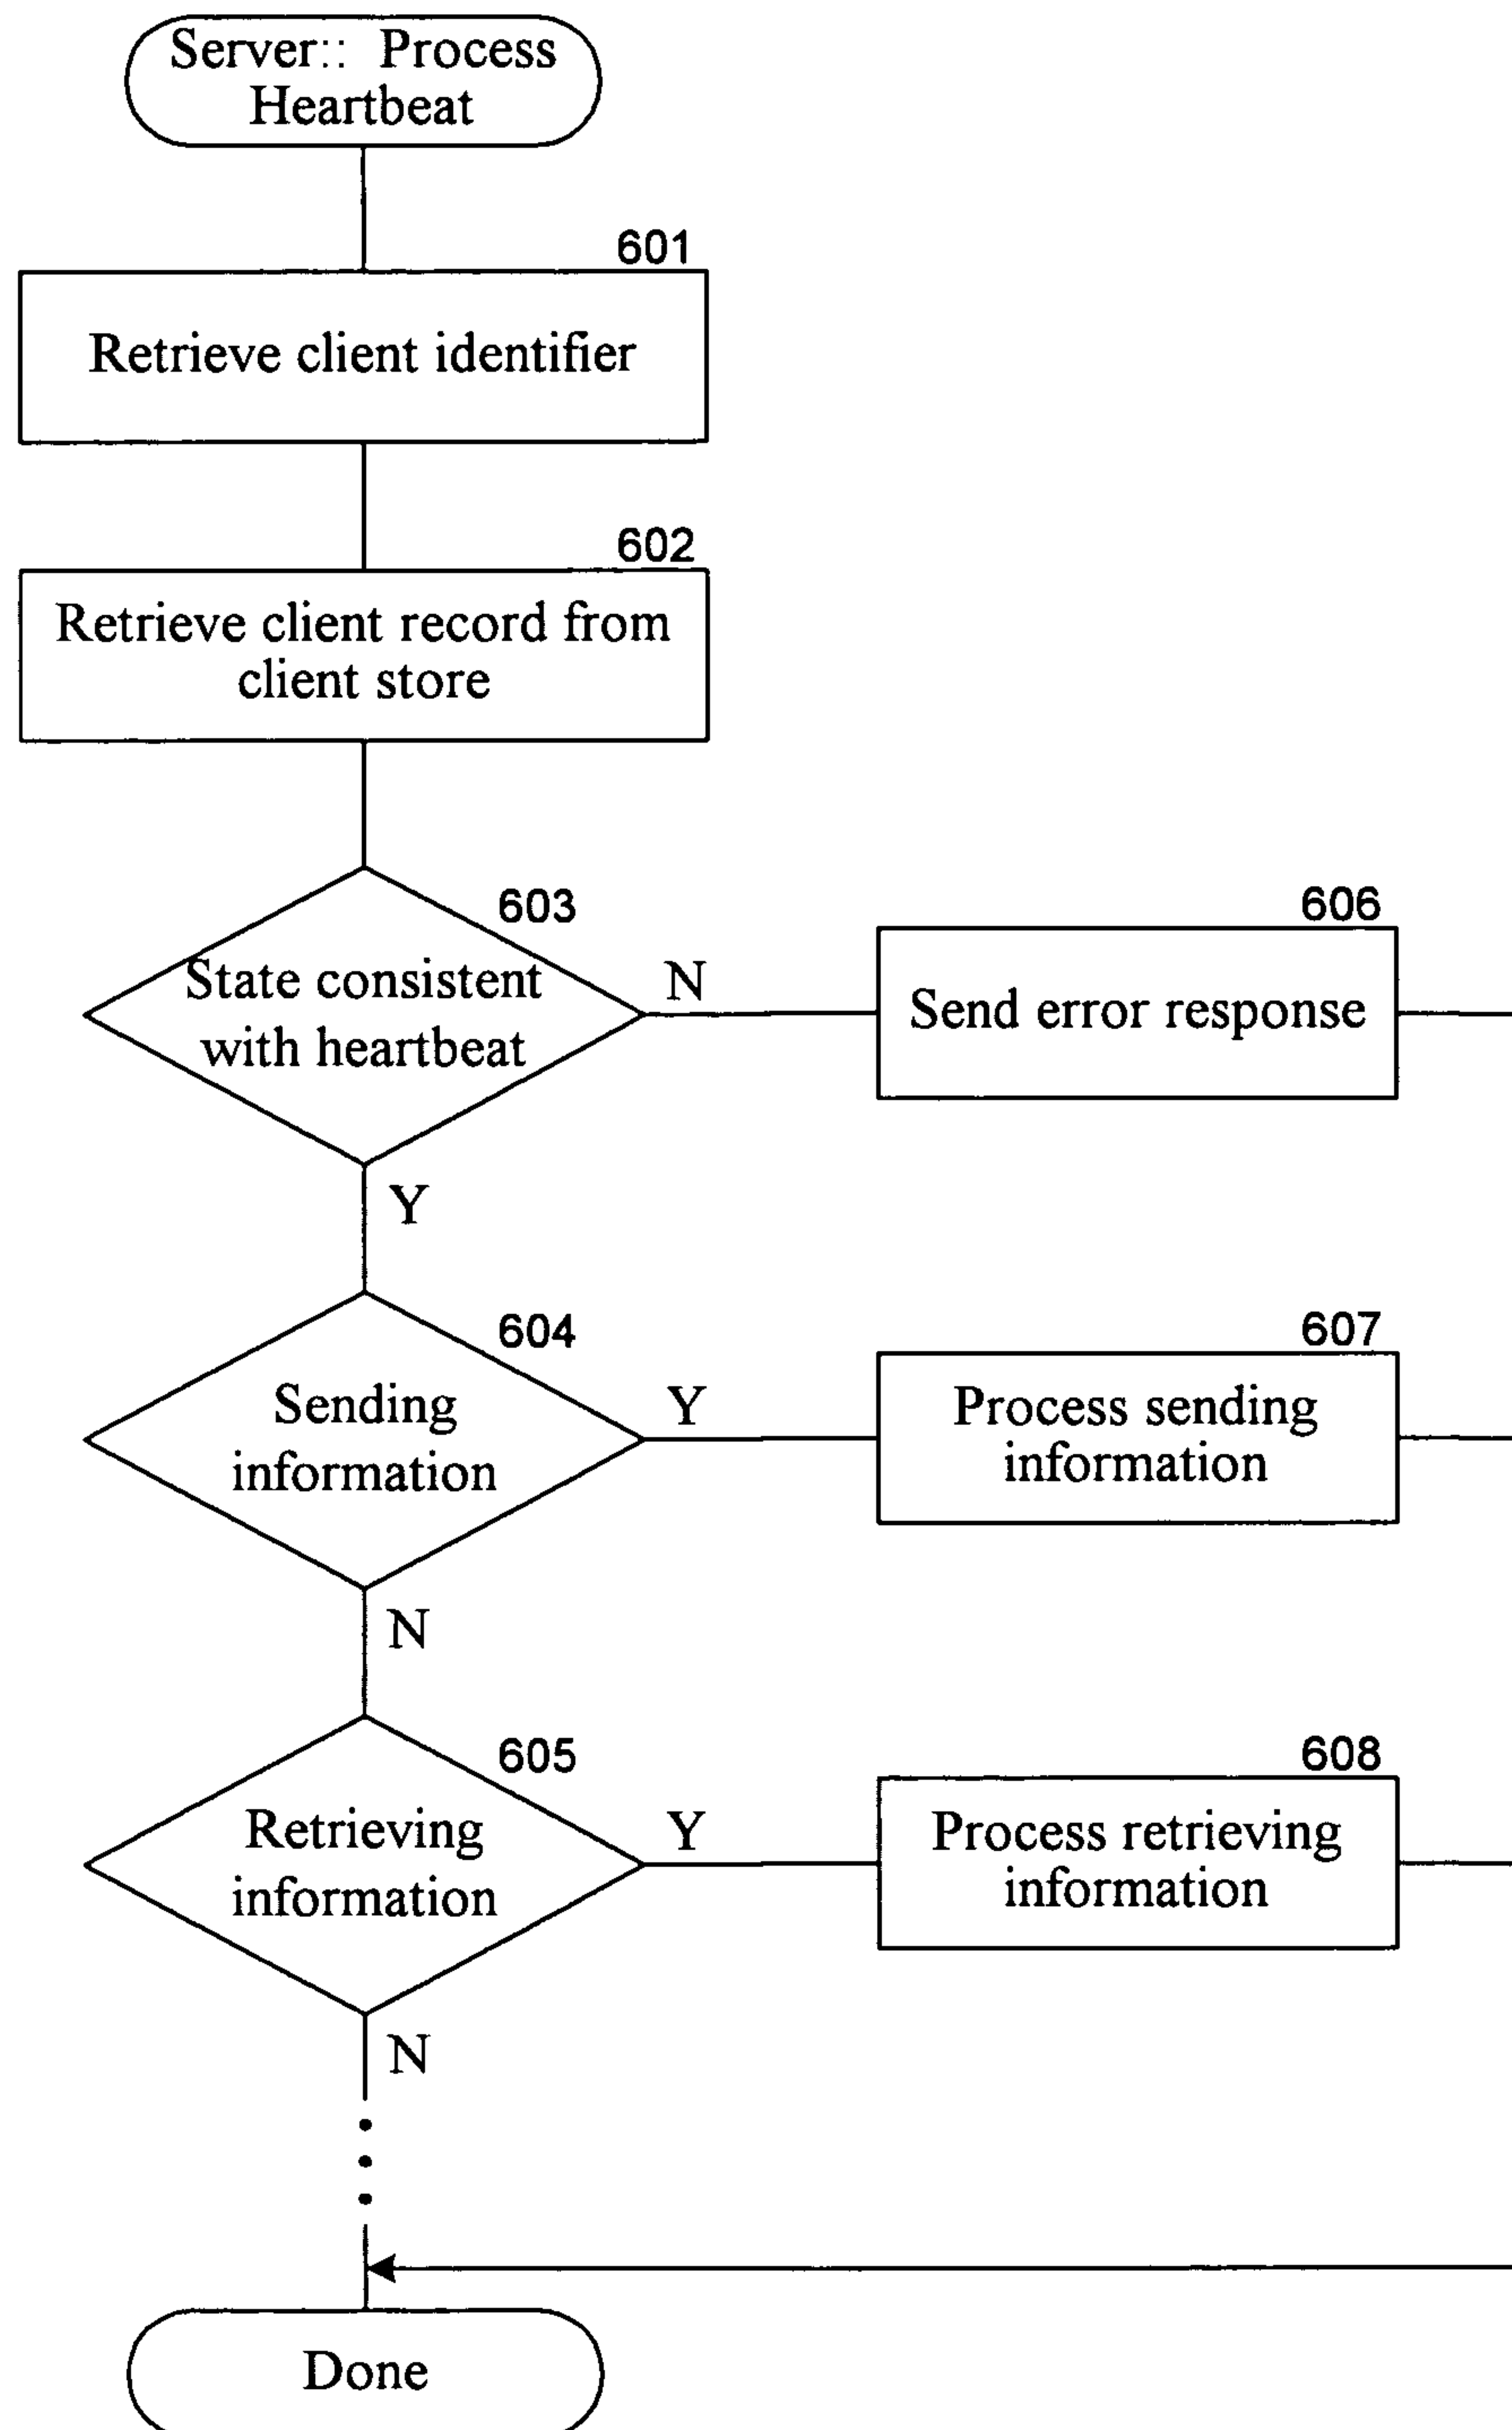 Server:: Process
Heartbeat
601
Retrieve client identifier
602
Retrieve client record from
client store
603
State consistent
with heartbeat
N
606
Send error response
Y
604
Sending
information
Y
607
Process sending
information
N
605
Retrieving
information
Y
608
Process retrieving
information
N
Done